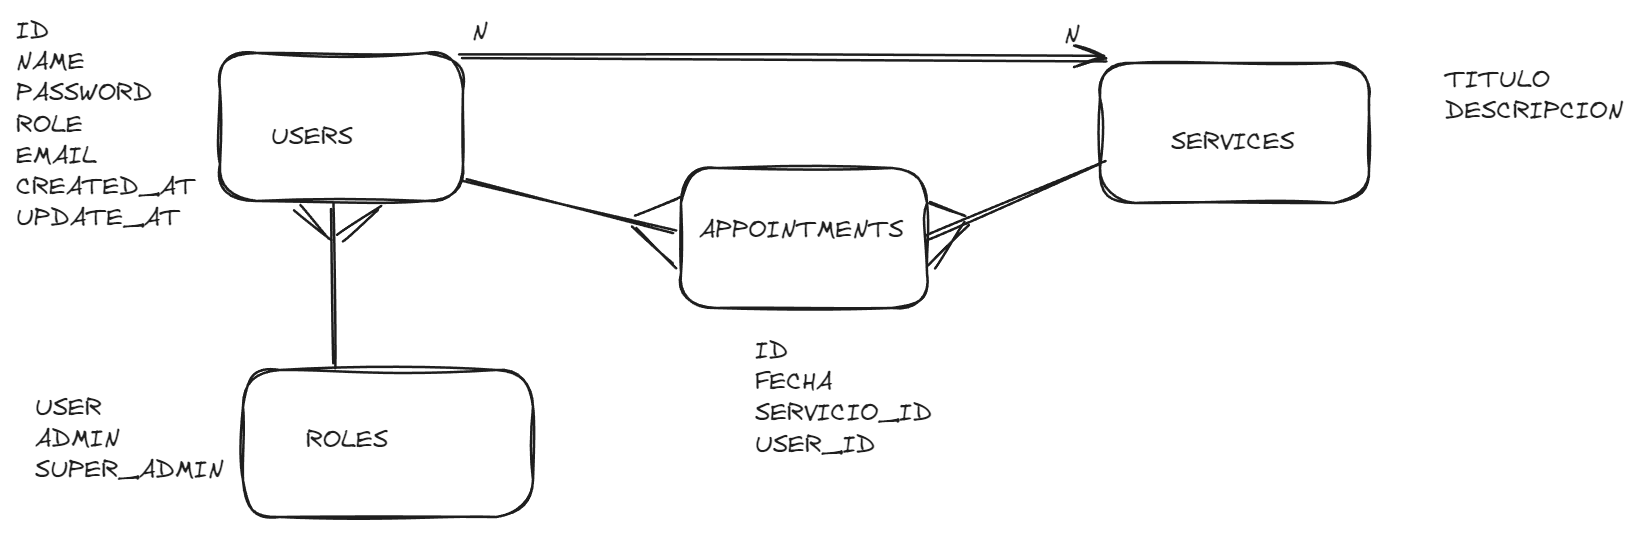 ID
NAME
PASSWORD
ROLE
EMAIL
CREATED_AT
UPDATE_AT
USERS
N
N
SERVICES
TITULO
DESCRIPCION
APPOINTMENTS
ID
FECHA
SERVICIO_ID
USER_ID
USER
ADMIN
SUPER_ADMIN
ROLES